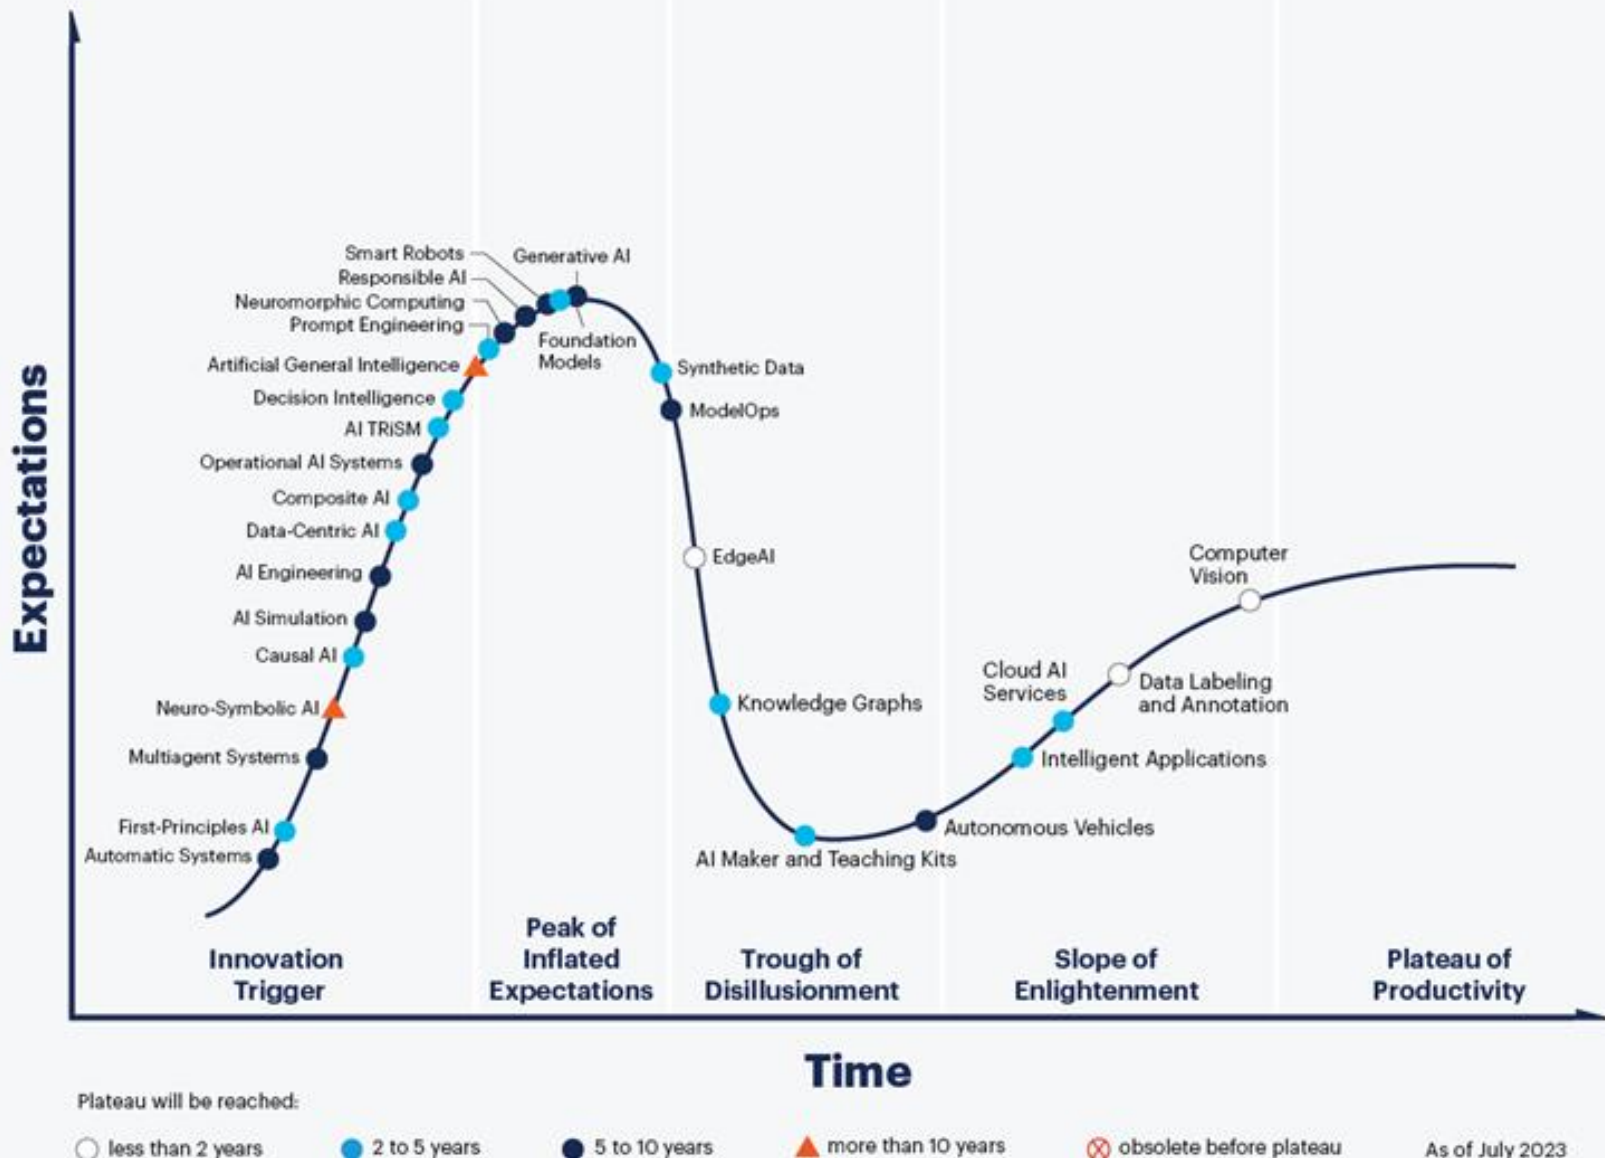 Expectations
Smart Robots
Generative AI
Responsible AI
Neuromorphic Computing
Prompt Engineering
Foundation
Models
Artificial General Intelligence
Synthetic Data
Decision Intelligence
ModelOps
AI TRiSM
Operational AI Systems
Composite AI
Data-Centric AI
EdgeAI
AI Engineering
AI Simulation
Causal AI
Neuro-Symbolic AI
Multiagent Systems
First-Principles AI
Automatic Systems
Knowledge Graphs
AI Maker and Teaching Kits
Autonomous Vehicles
Intelligent Applications
Cloud AI
Services
Data Labeling
and Annotation
Computer
Vision
Innovation
Trigger
Peak of
Inflated
Expectations
Trough of
Disillusionment
Slope of
Enlightenment
Plateau of
Productivity
Time
Plateau will be reached:
less than 2 years
2 to 5 years
5 to 10 years
more than 10 years
obsolete before plateau
As of July 2023